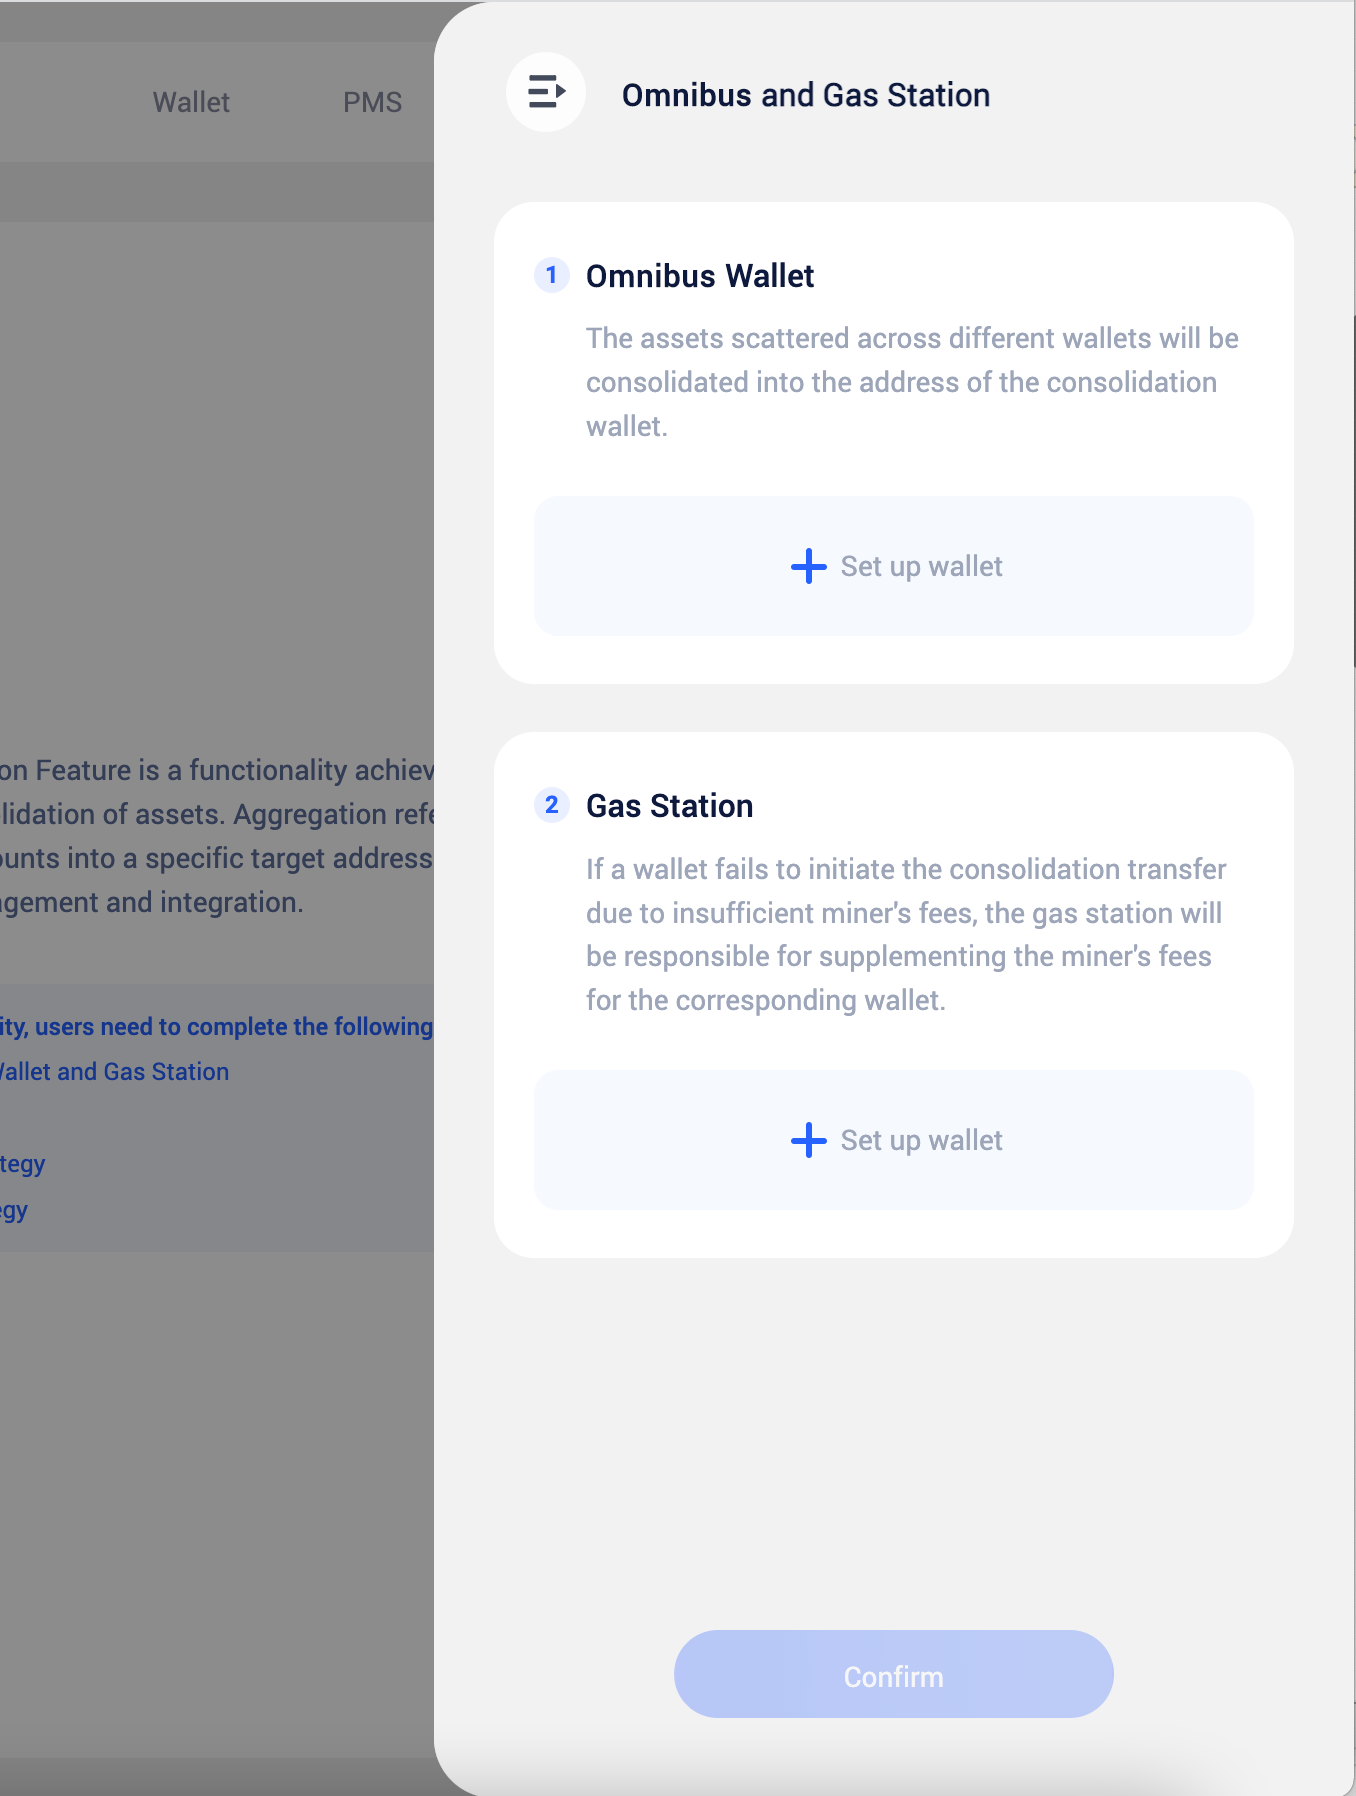 Wallet
PMS
Omnibus and Gas Station
1 Omnibus Wallet
The assets scattered across different wallets will be
consolidated into the address of the consolidation
wallet.
+ Set up wallet
2 Gas Station
If a wallet fails to initiate the consolidation transfer
due to insufficient miner's fees, the gas station will
be responsible for supplementing the miner's fees
for the corresponding wallet.
+ Set up wallet
Confirm
on Feature is a functionality achiev
lidation of assets. Aggregation refe
ounts into a specific target address
agement and integration.
ity, users need to complete the following
Wallet and Gas Station
tegy
egy